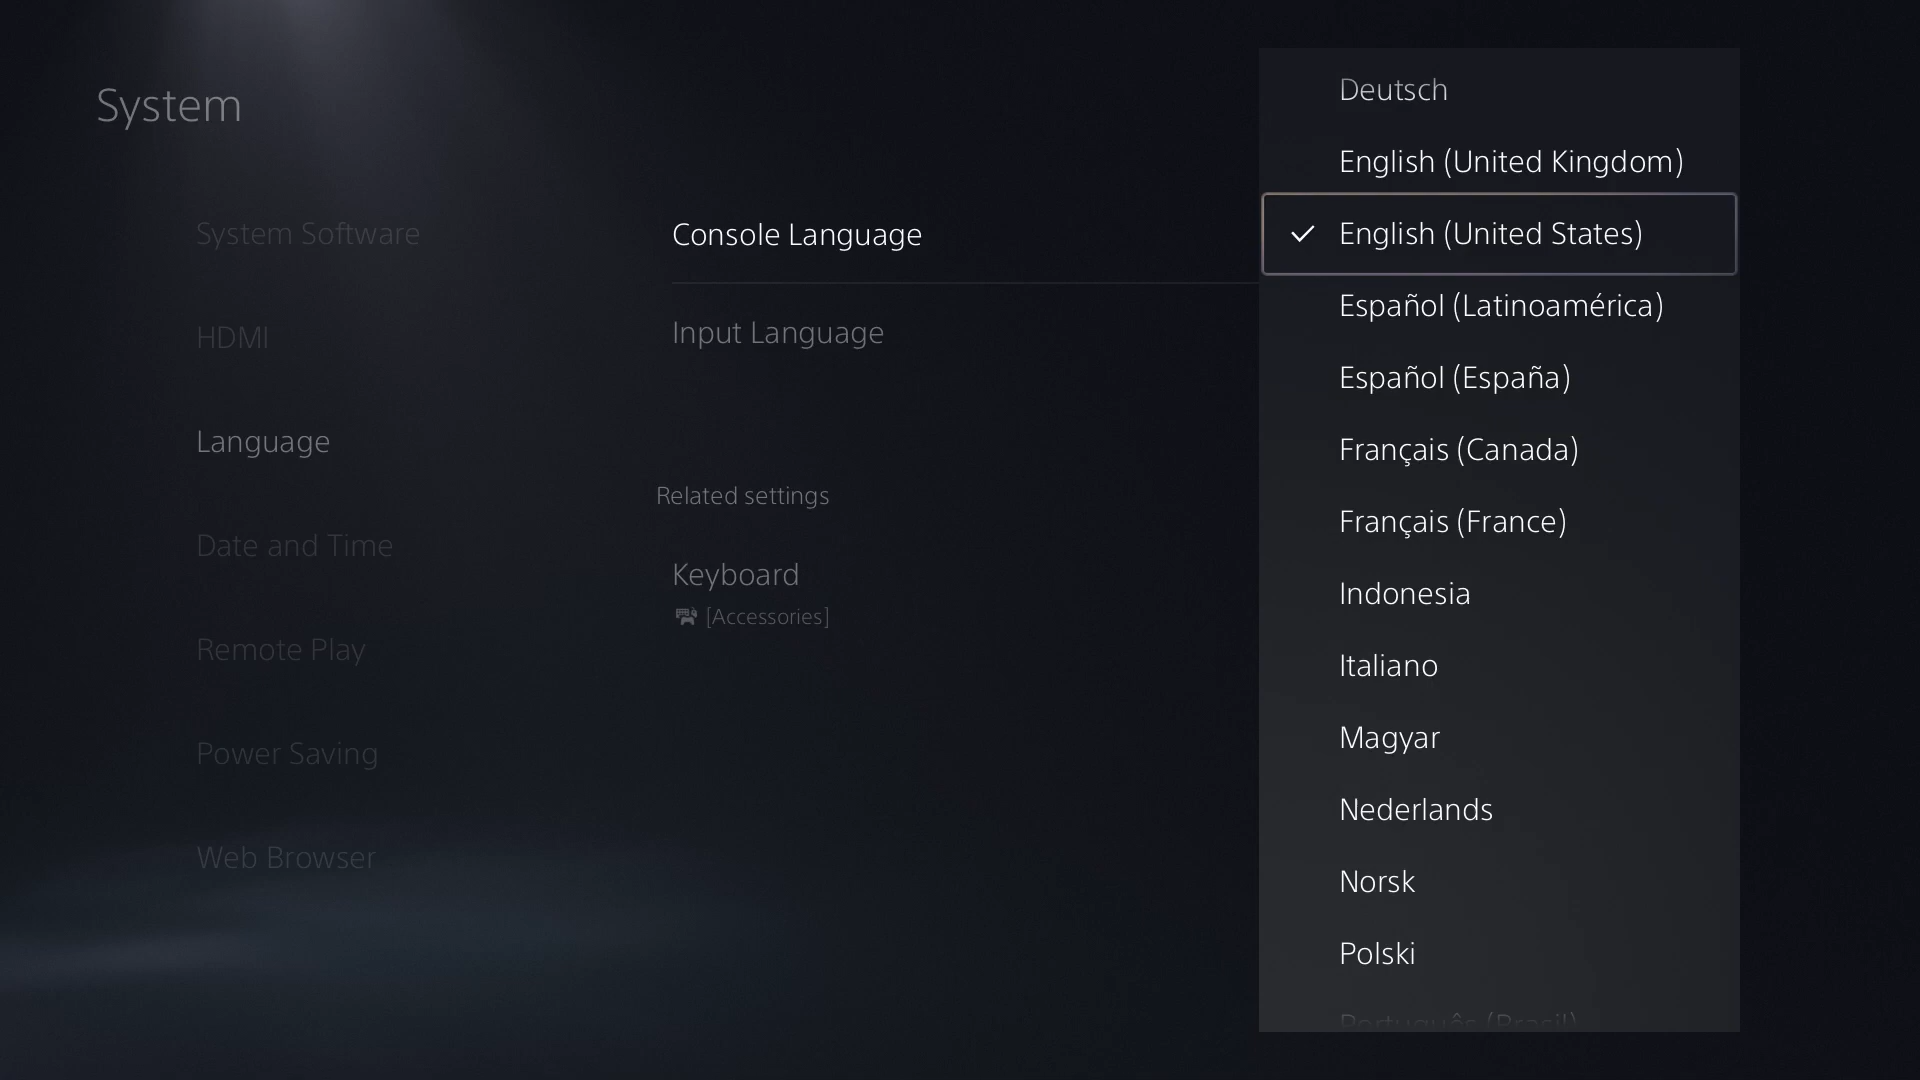 System
System Software
HDMI
Language
Date and Time
Remote Play
Power Saving
Web Browser
Console Language
Input Language
Related settings
Keyboard
[Accessories]
Deutsch
English (United Kingdom)
English (United States)
Español (Latinoamérica)
Español (España)
Français (Canada)
Français (France)
Indonesia
Italiano
Magyar
Nederlands
Norsk
Polski
Português (Brasil)